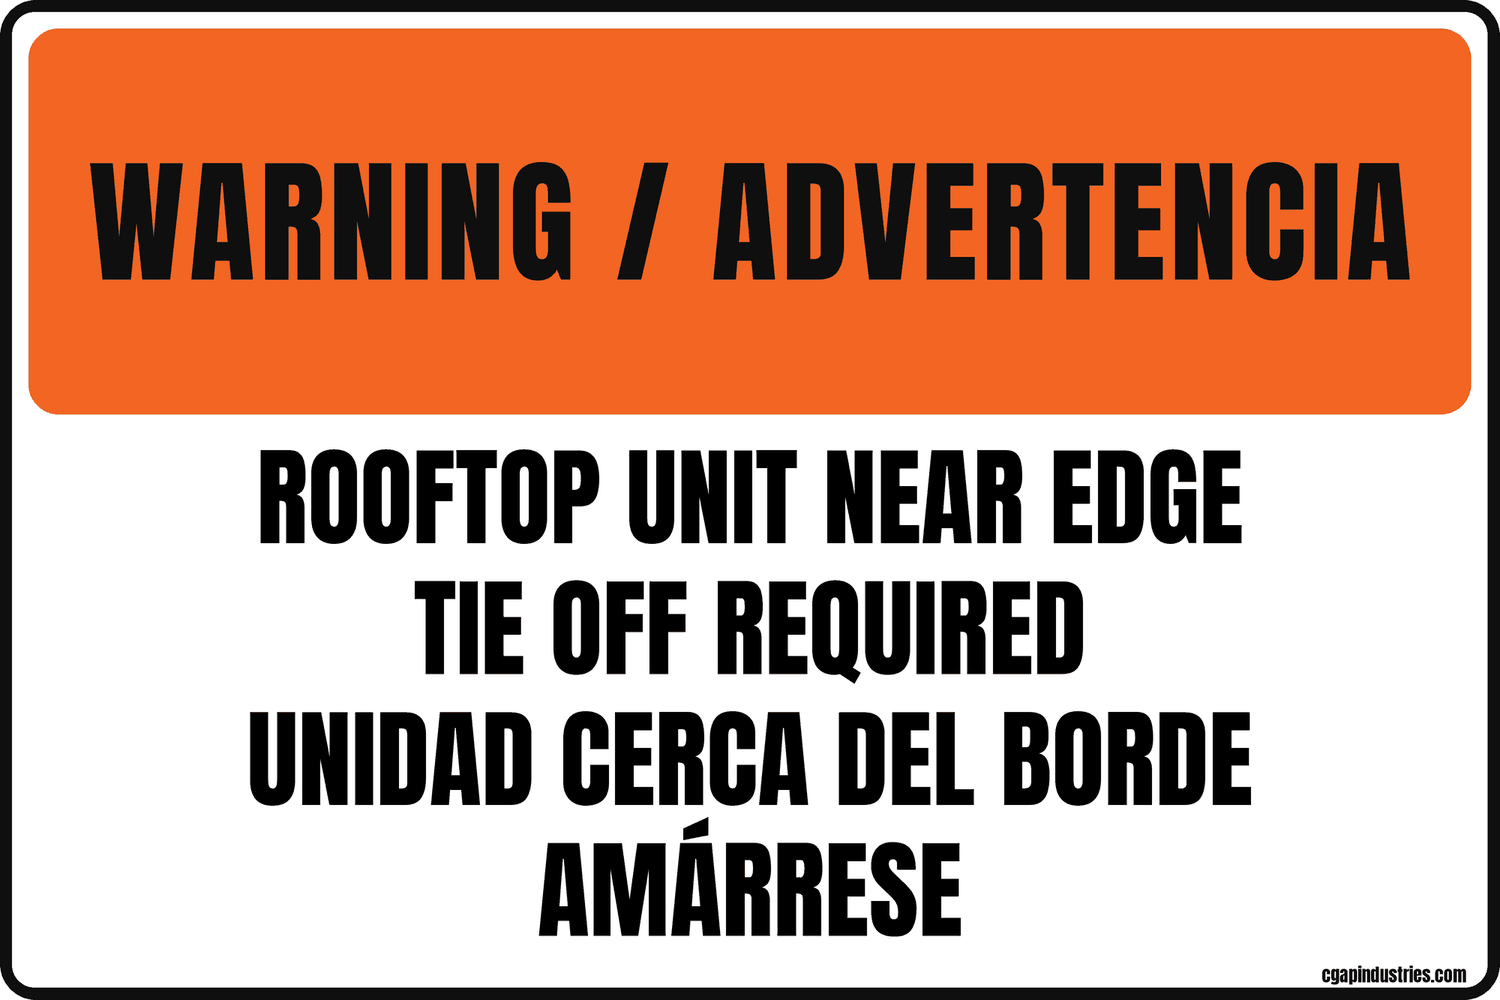 WARNING / ADVERTENCIA
ROOFTOP UNIT NEAR EDGE
TIE OFF REQUIRED
UNIDAD CERCA DEL BORDE
AMÁRRESE
cgapindustries.com